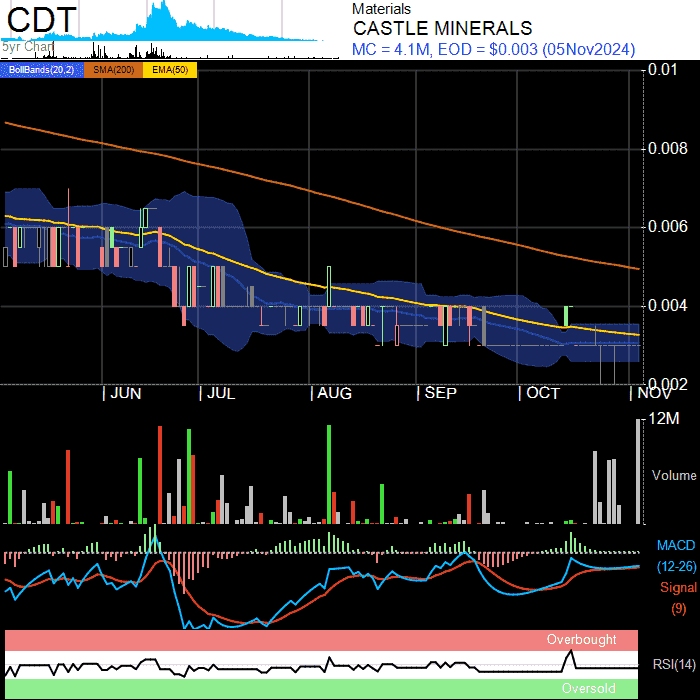 CDT
5yr Chart
Materials
CASTLE MINERALS
MC = 4.1M, EOD = $0.003 (05Nov2024)
BollBands(20,2) SMA(200) EMA(50)
0.01
0.008
0.006
0.004
0.002
JUN JUL AUG SEP OCT NOV
12M
Volume
MACD
(12-26)
Signal
(9)
Overbought
RSI(14)
Oversold